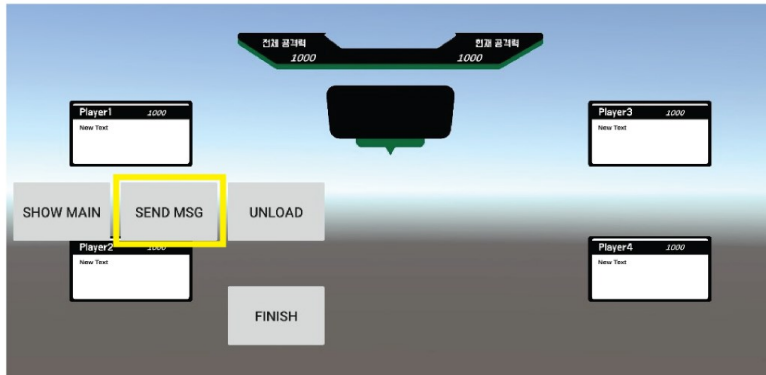 전체 공격력
1000
현재 공격력
1000
Player1 1000
New Text
Player3 1000
New Text
SHOW MAIN
SEND MSG
UNLOAD
Player2 1000
New Text
Player4 1000
New Text
FINISH